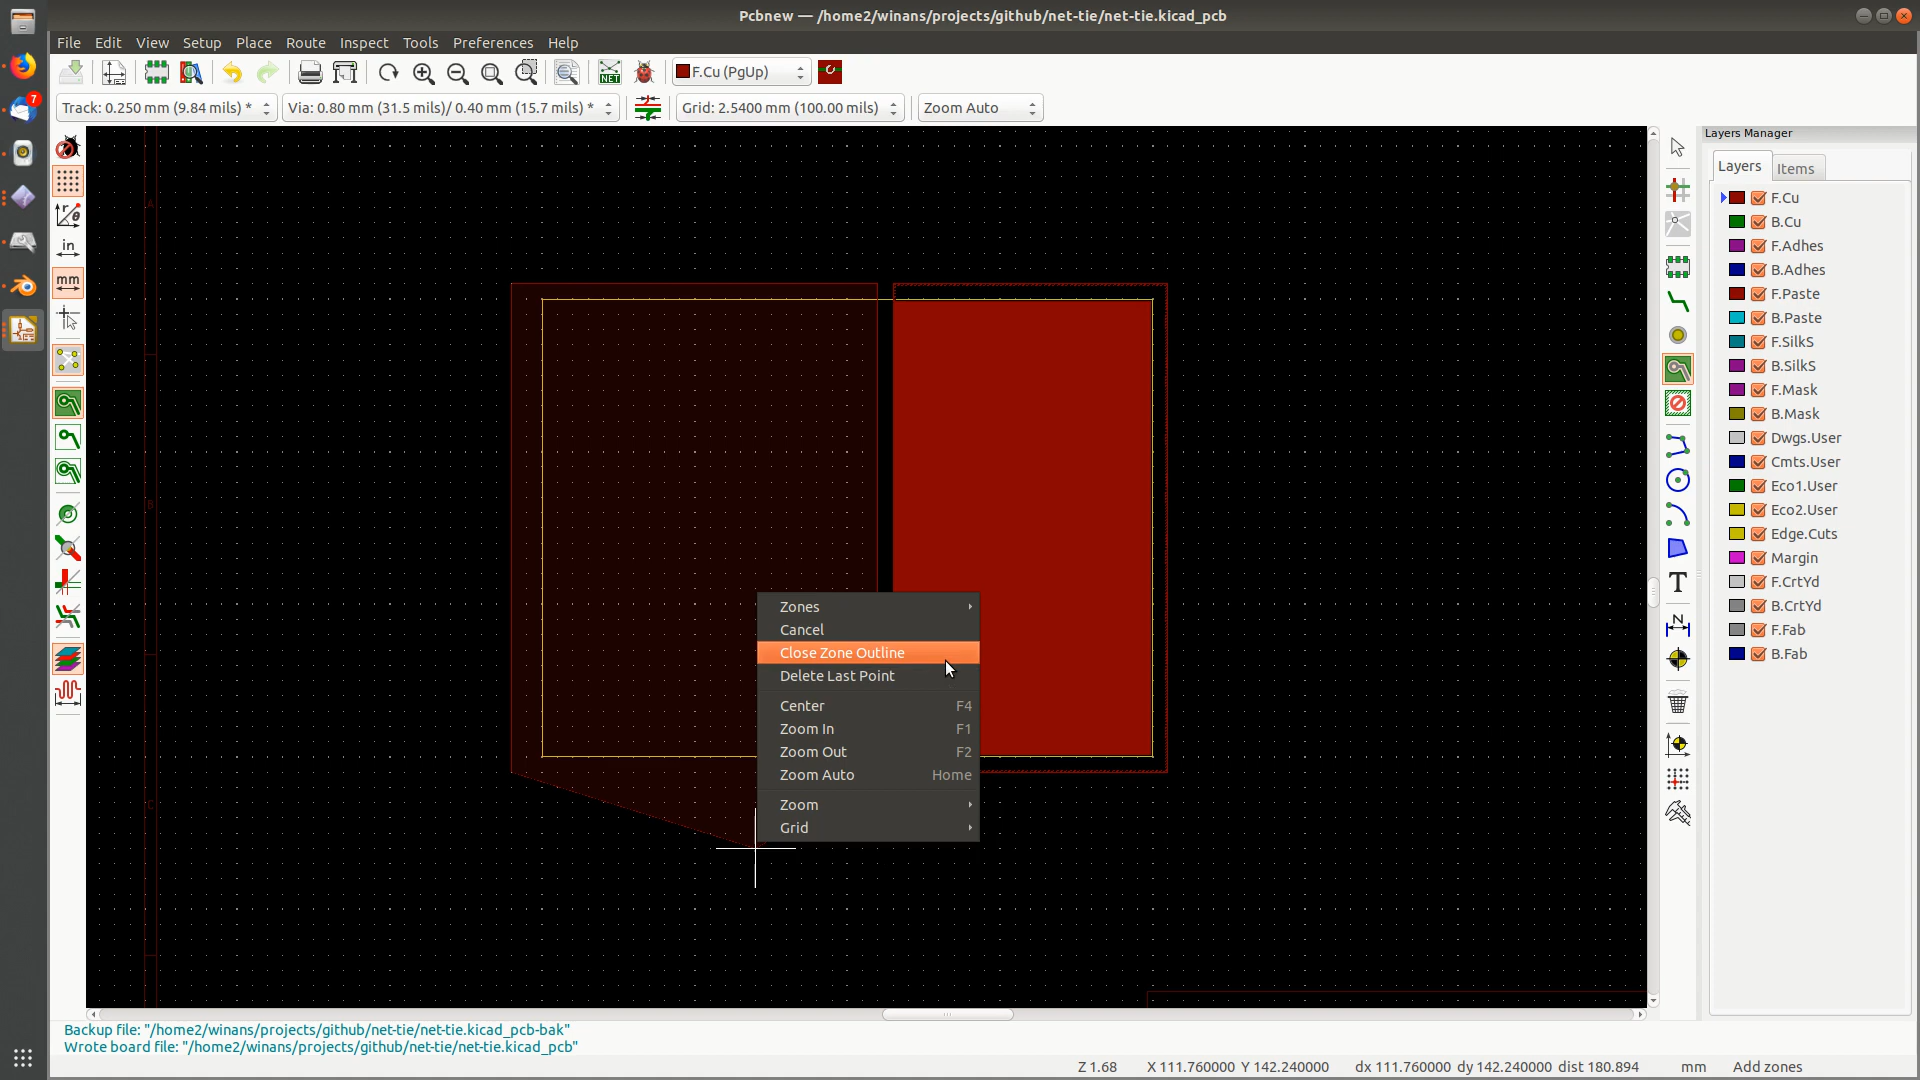 Pcbnew — /home2/winans/projects/github/net-tie/net-tie.kicad_pcb
File Edit View Setup Place Route Inspect Tools Preferences Help
NET
F.Cu (PgUp)
Track: 0.250 mm (9.84 mils) *
Via: 0.80 mm (31.5 mils)/ 0.40 mm (15.7 mils) *
Grid: 2.5400 mm (100.00 mils)
Zoom Auto
7
in
mm
A
B
C
Zones
Cancel
Close Zone Outline
Delete Last Point
Center F4
Zoom In F1
Zoom Out F2
Zoom Auto Home
Zoom
Grid
T
N
Layers Manager
Layers Items
F.Cu
B.Cu
F.Adhes
B.Adhes
F.Paste
B.Paste
F.SilkS
B.SilkS
F.Mask
B.Mask
Dwgs.User
Cmts.User
Eco1.User
Eco2.User
Edge.Cuts
Margin
F.CrtYd
B.CrtYd
F.Fab
B.Fab
Backup file: "/home2/winans/projects/github/net-tie/net-tie.kicad_pcb-bak"
Wrote board file: "/home2/winans/projects/github/net-tie/net-tie.kicad_pcb"
Z 1.68 X 111.760000 Y 142.240000 dx 111.760000 dy 142.240000 dist 180.894 mm Add zones